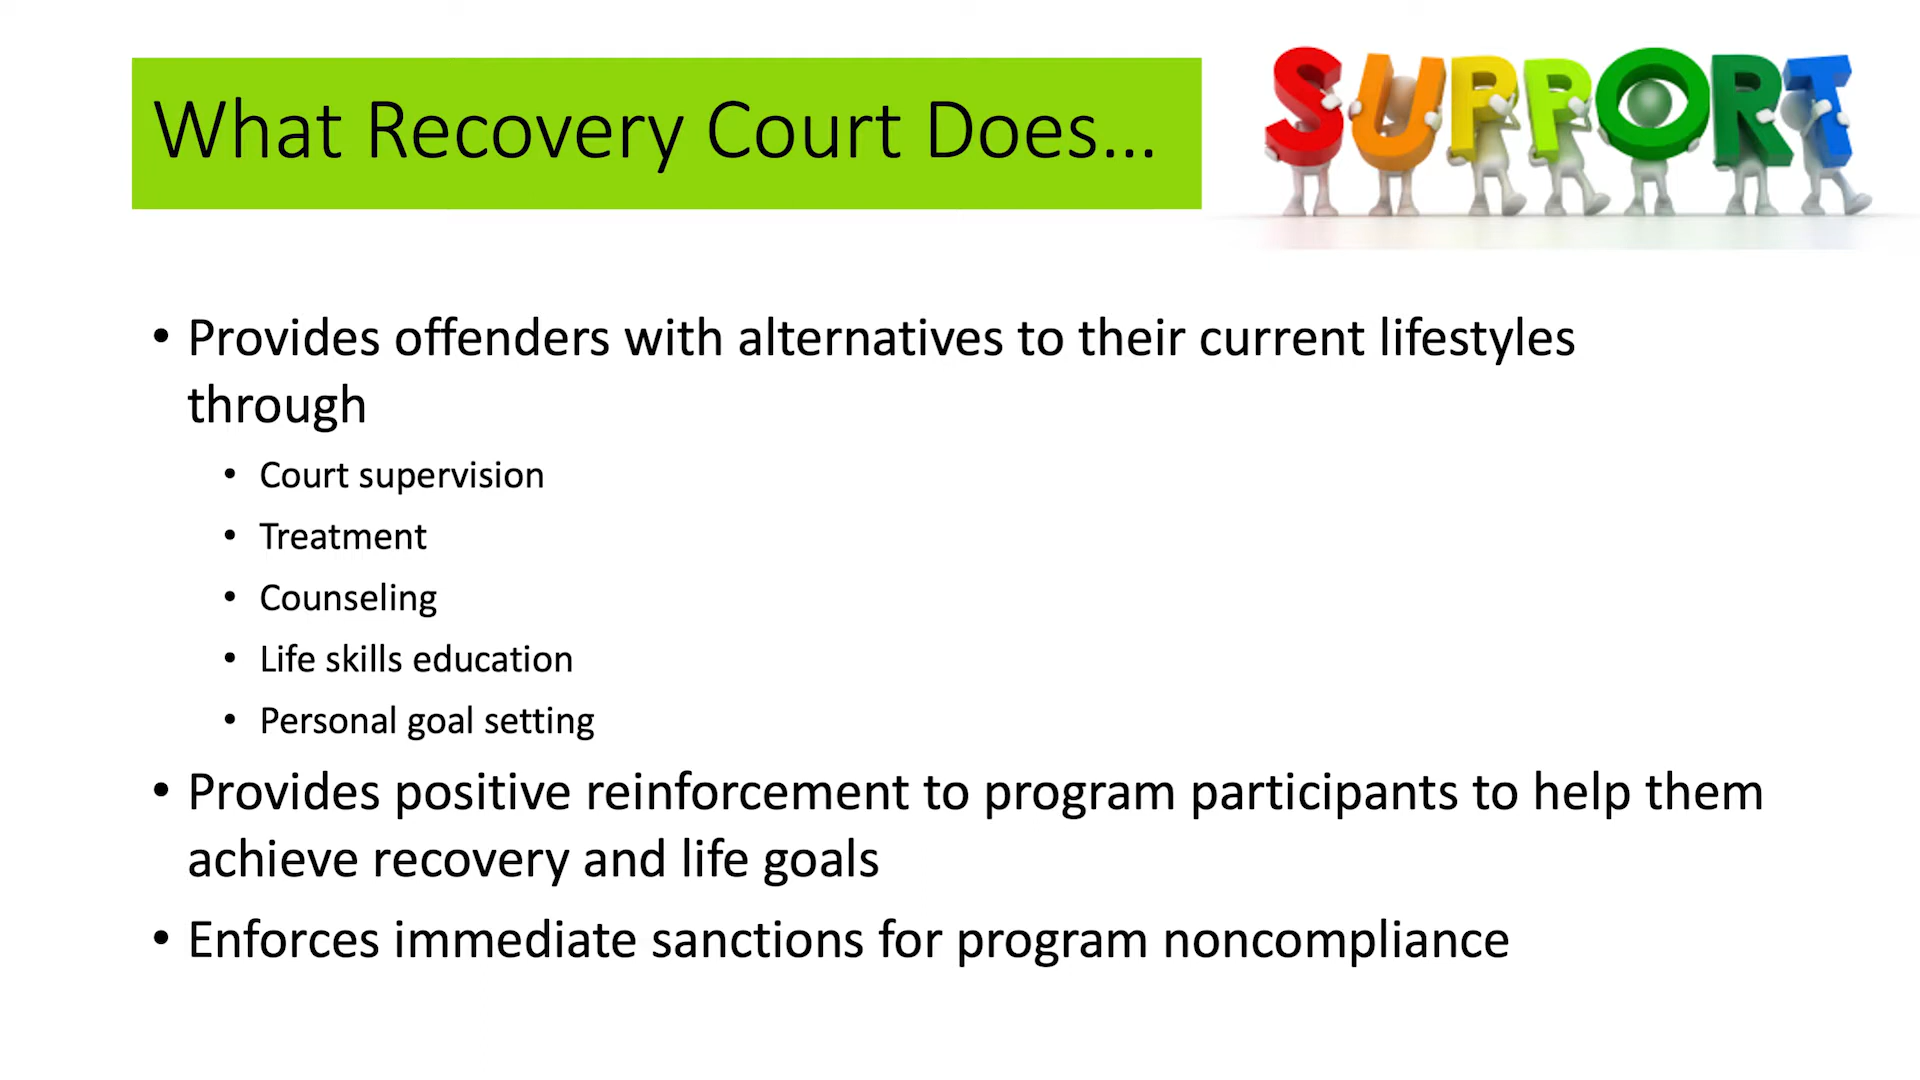 What Recovery Court Does...
SUPPORT
• Provides offenders with alternatives to their current lifestyles
through
• Court supervision
• Treatment
• Counseling
• Life skills education
• Personal goal setting
• Provides positive reinforcement to program participants to help them
achieve recovery and life goals
• Enforces immediate sanctions for program noncompliance